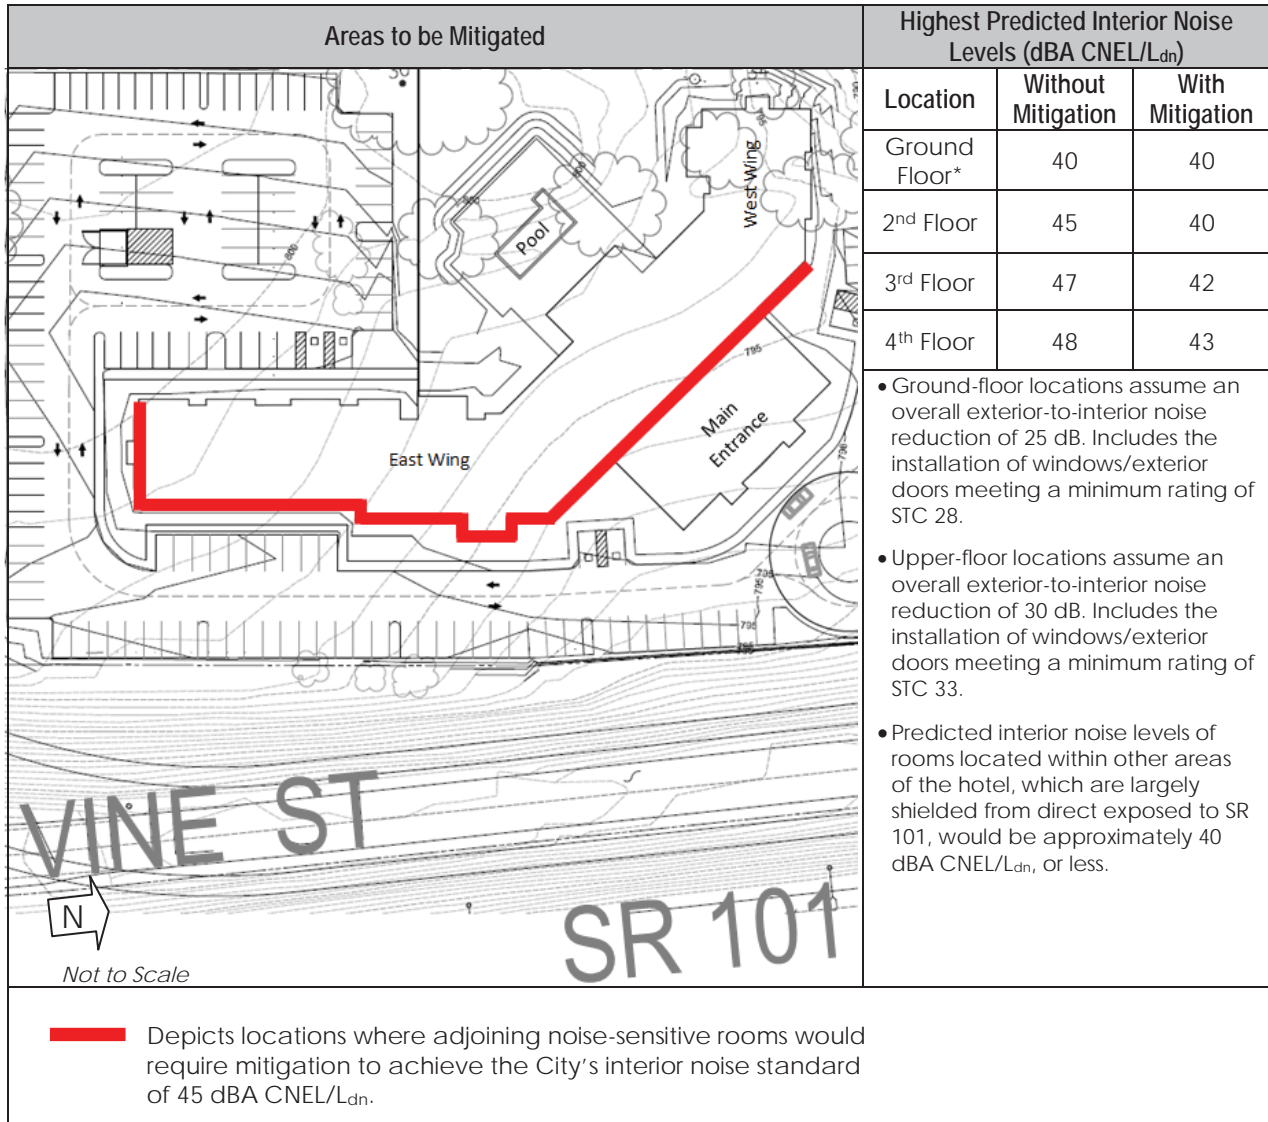 Areas to be Mitigated
Highest Predicted Interior Noise
Levels (dBA CNEL/Ldn)
Location
Without
Mitigation
With
Mitigation
Ground
Floor*
40
40
2nd Floor
45
40
3rd Floor
47
42
4th Floor
48
43
• Ground-floor locations assume an
overall exterior-to-interior noise
reduction of 25 dB. Includes the
installation of windows/exterior
doors meeting a minimum rating of
STC 28.
• Upper-floor locations assume an
overall exterior-to-interior noise
reduction of 30 dB. Includes the
installation of windows/exterior
doors meeting a minimum rating of
STC 33.
• Predicted interior noise levels of
rooms located within other areas
of the hotel, which are largely
shielded from direct exposed to SR
101, would be approximately 40
dBA CNEL/Ldn, or less.
795
West Wing
800
800
Pool
800
795
Main
Entrance
796
East Wing
795
795
795
VINE ST
SR 101
N
Not to Scale
Depicts locations where adjoining noise-sensitive rooms would
require mitigation to achieve the City's interior noise standard
of 45 dBA CNEL/Ldn.